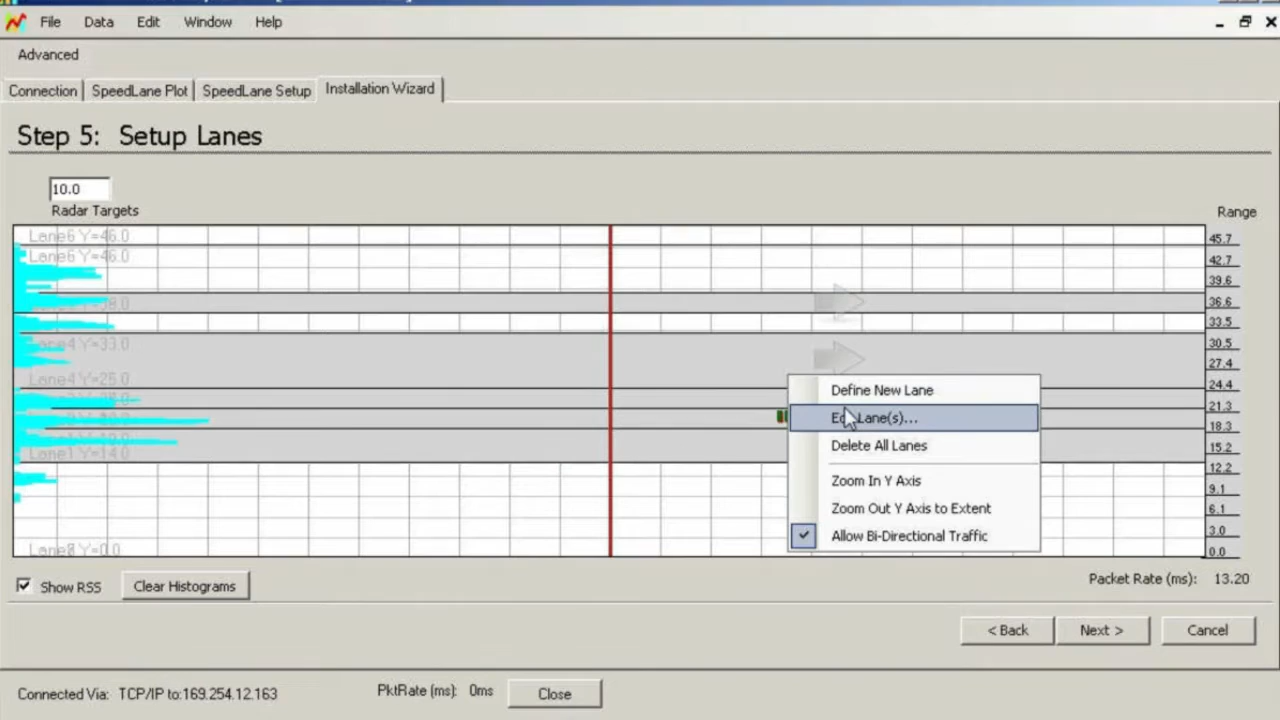 File Data Edit Window Help
Advanced
Connection SpeedLane Plot SpeedLane Setup Installation Wizard
Step 5: Setup Lanes
10.0
Radar Targets
Range
Lane6 Y=46.0
45.7
Lane6 Y=46.0
42.7
39.6
Y=38.0
36.6
33.5
Lane4 Y=33.0
30.5
27.4
Lane4 Y=25.0
24.4
21.3
18.3
15.2
Lane1 Y=14.0
12.2
9.1
6.1
3.0
Y=0.0
0.0
Define New Lane
Lane(s)...
Delete All Lanes
Zoom In Y Axis
Zoom Out Y Axis to Extent
Allow Bi-Directional Traffic
Show RSS Clear Histograms
Packet Rate (ms): 13.20
< Back Next > Cancel
Connected Via: TCP/IP to:169.254.12.163 PktRate (ms): 0ms Close